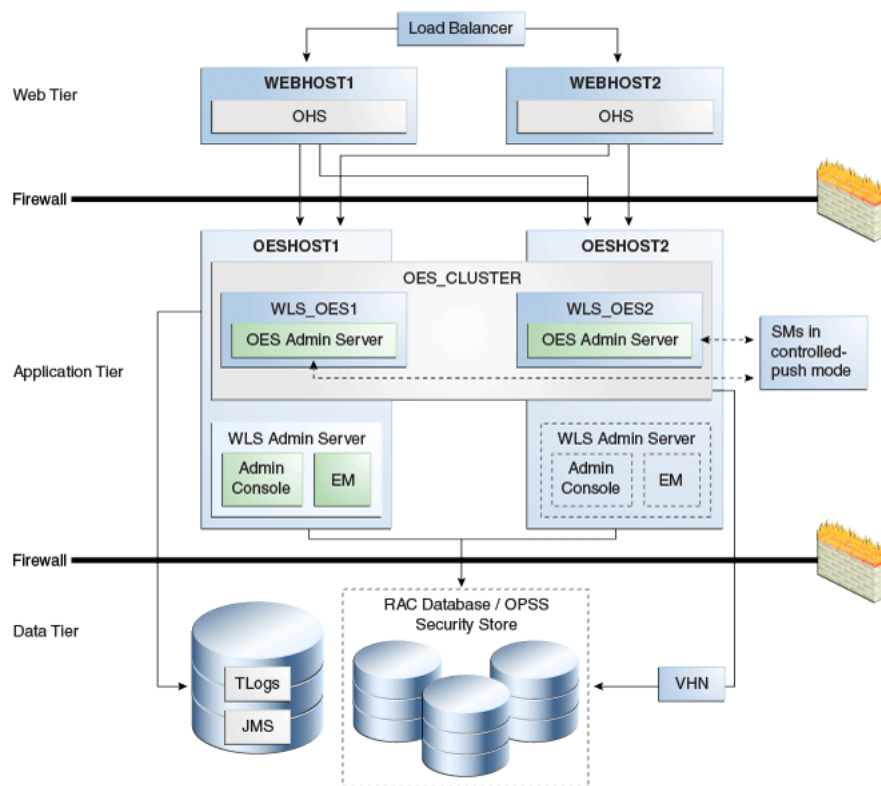 Load Balancer
Web Tier
WEBHOST1
OHS
WEBHOST2
OHS
Firewall
OESHOST1
OESHOST2
OES_CLUSTER
WLS_OES1
OES Admin Server
WLS_OES2
OES Admin Server
SMs in
controlled-
push mode
Application Tier
WLS Admin Server
Admin
Console
EM
WLS Admin Server
Admin
Console
EM
Firewall
Data Tier
RAC Database / OPSS
Security Store
TLogs
JMS
VHN